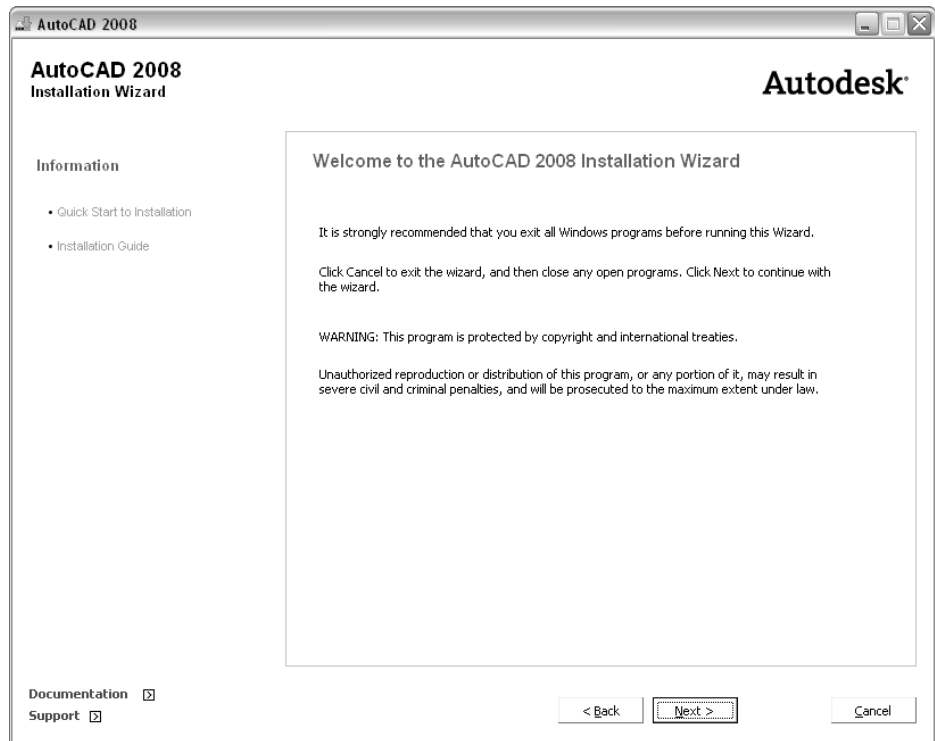 AutoCAD 2008
AutoCAD 2008
Installation Wizard
Autodesk
Information
• Quick Start to Installation
• Installation Guide
Welcome to the AutoCAD 2008 Installation Wizard
It is strongly recommended that you exit all Windows programs before running this Wizard.
Click Cancel to exit the wizard, and then close any open programs. Click Next to continue with
the wizard.
WARNING: This program is protected by copyright and international treaties.
Unauthorized reproduction or distribution of this program, or any portion of it, may result in
severe civil and criminal penalties, and will be prosecuted to the maximum extent under law.
Documentation
Support
< Back
Next >
Cancel